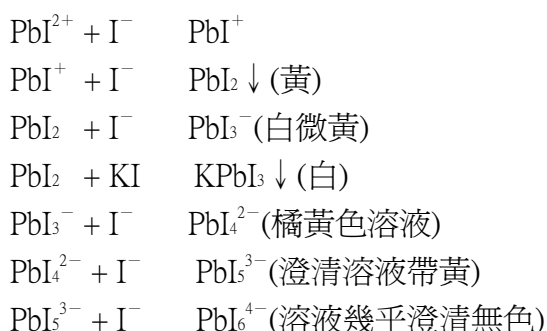 PbI²⁺ + I⁻ PbI⁺
PbI⁺ + I⁻ PbI₂↓(黃)
PbI₂ + I⁻ PbI₃⁻(白微黃)
PbI₂ + KI KPbI₃↓(白)
PbI₃⁻ + I⁻ PbI₄²⁻(橘黃色溶液)
PbI₄²⁻ + I⁻ PbI₅³⁻(澄清溶液帶黃)
PbI₅³⁻ + I⁻ PbI₆⁴⁻(溶液幾乎澄清無色)